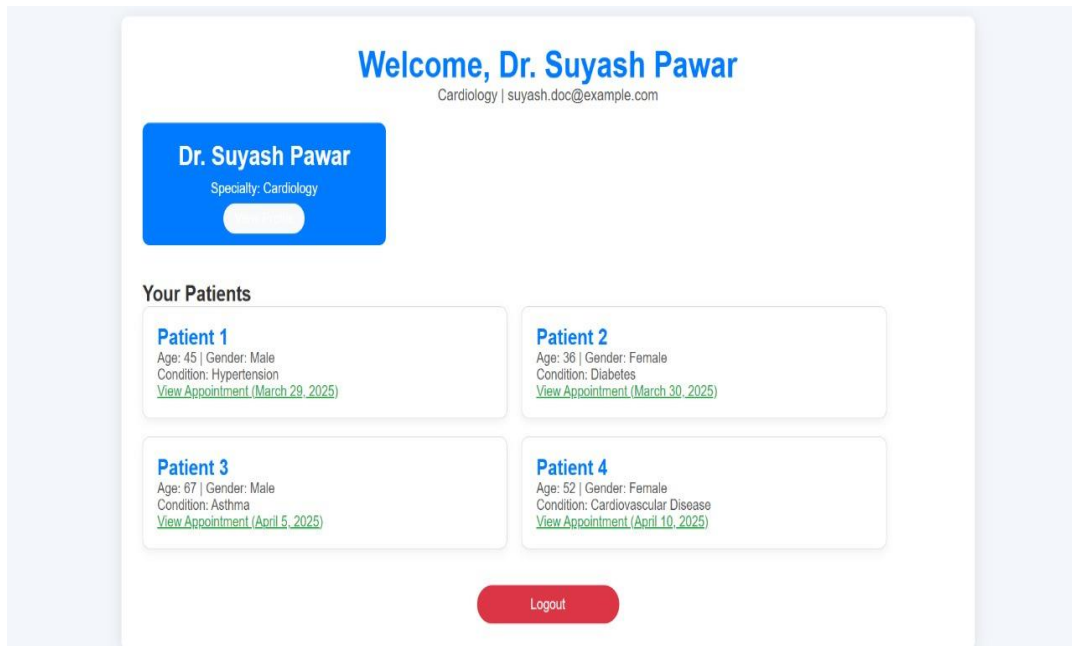 Welcome, Dr. Suyash Pawar
Cardiology | suyash.doc@example.com
Dr. Suyash Pawar
Specialty: Cardiology
Your Patients
Patient 1
Age: 45 | Gender: Male
Condition: Hypertension
View Appointment (March 29, 2025)
Patient 2
Age: 36 | Gender: Female
Condition: Diabetes
View Appointment (March 30, 2025)
Patient 3
Age: 67 | Gender: Male
Condition: Asthma
View Appointment (April 5, 2025)
Patient 4
Age: 52 | Gender: Female
Condition: Cardiovascular Disease
View Appointment (April 10, 2025)
Logout